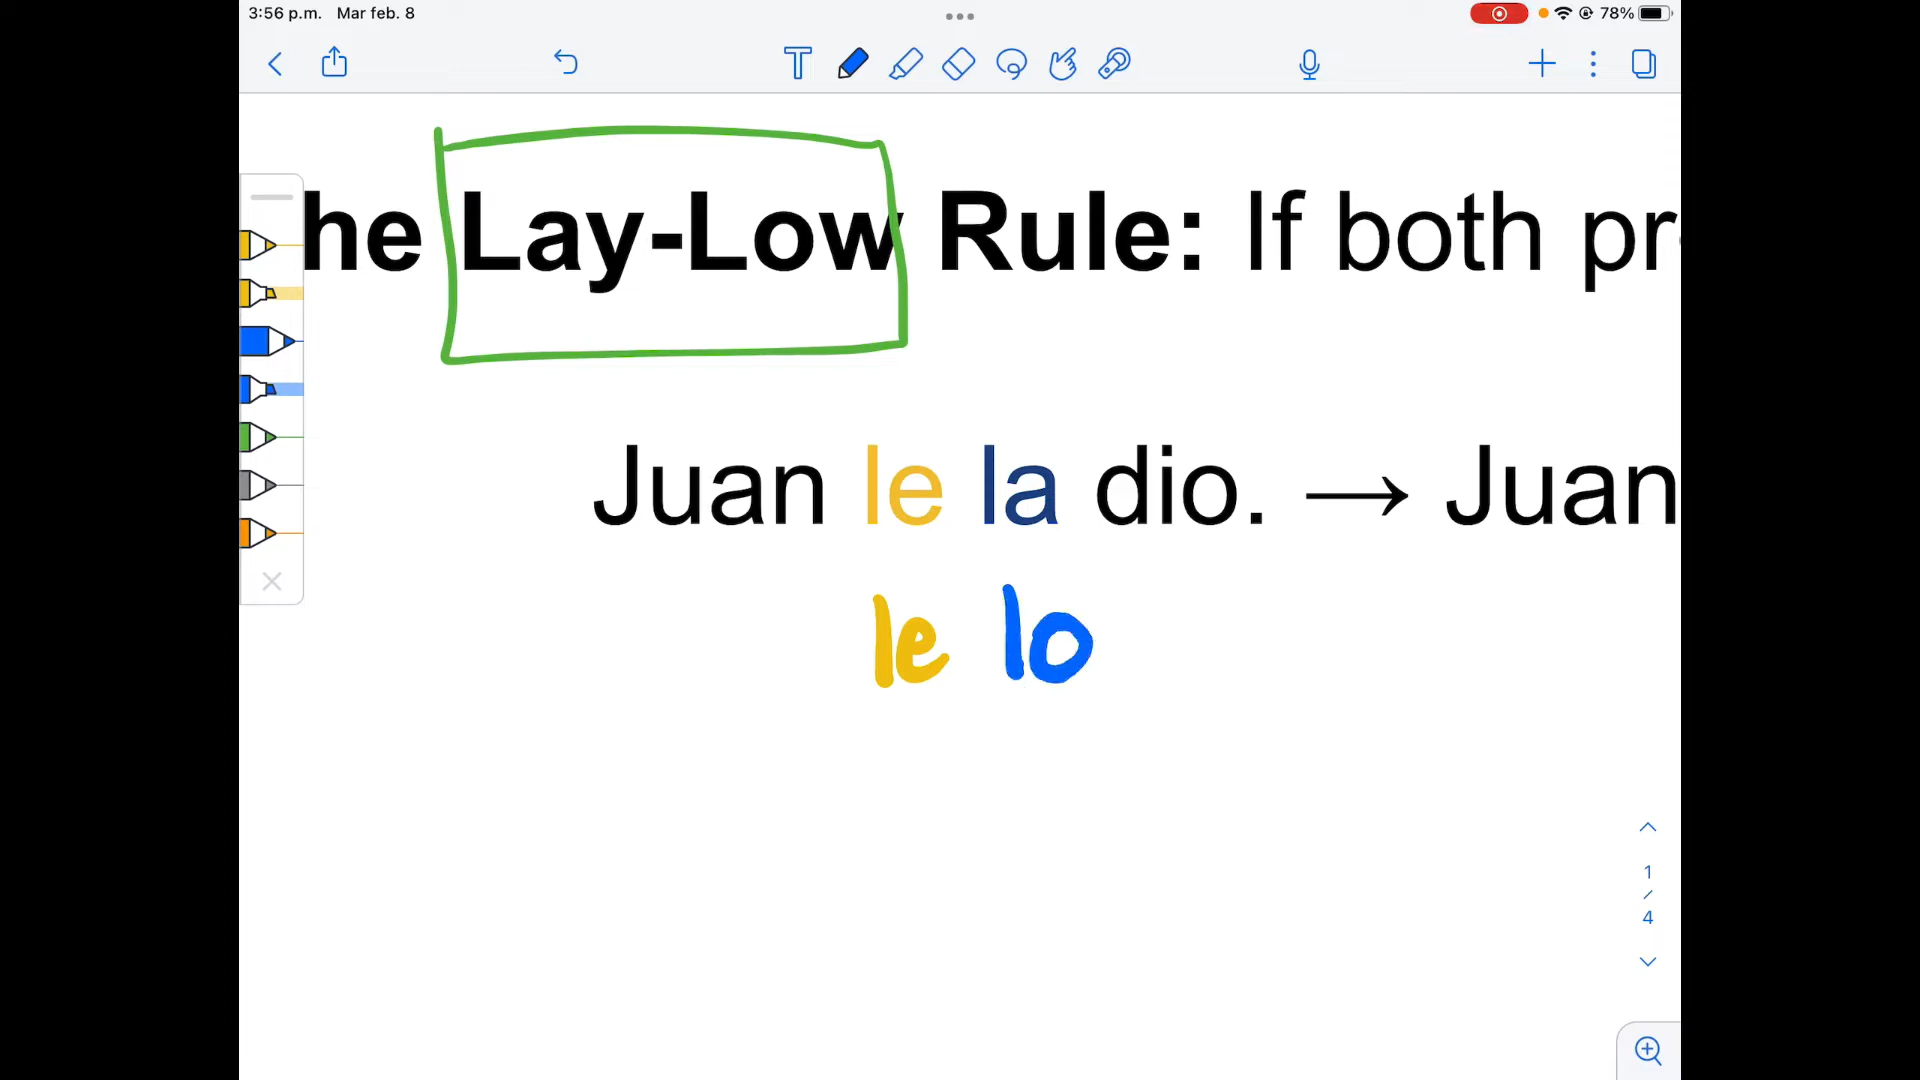 3:56 p.m. Mar feb. 8
78%
he Lay-Low Rule: If both pr
Juan le la dio. → Juan
le lo
1
/
4